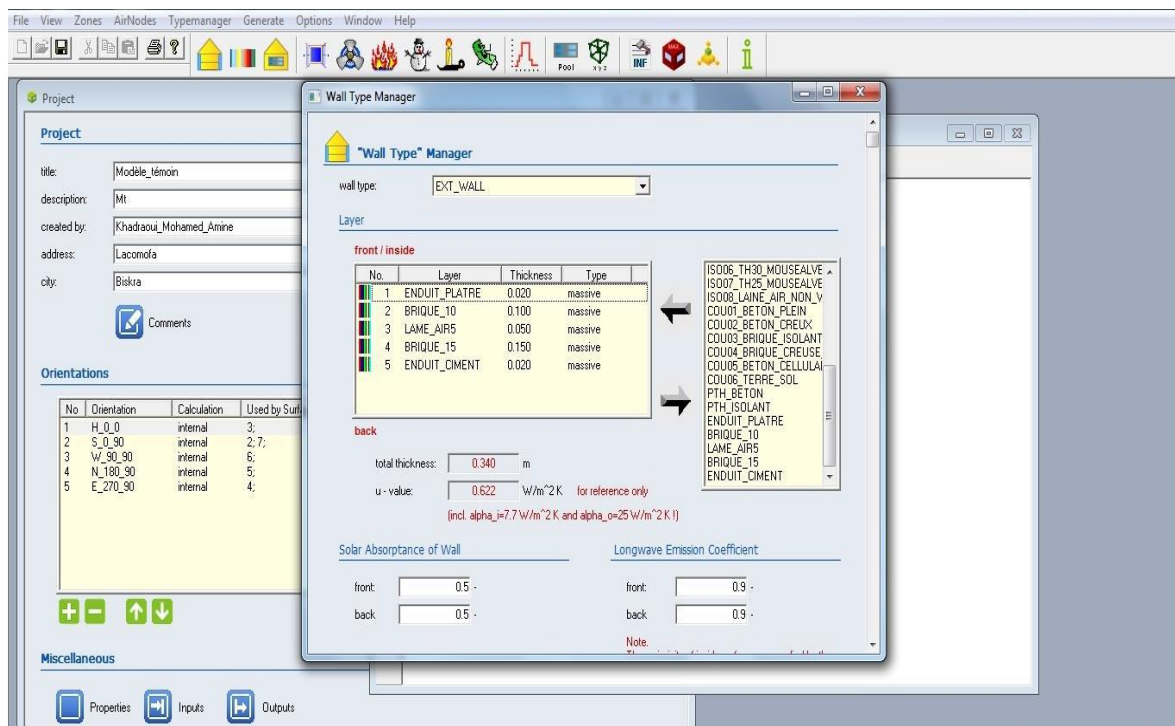 File View Zones AirNodes Typemanager Generate Options Window Help
Pool
x y z
INF
MAX
Project
Project
title: Modèle_témoin
description: Mt
created by: Khadraoui_Mohamed_Amine
address: Lacomofa
city: Biskra
Comments
Orientations
No Orientation Calculation Used by Surf
1 H_0_0 internal 3;
2 S_0_90 internal 2; 7;
3 W_90_90 internal 6;
4 N_180_90 internal 5;
5 E_270_90 internal 4;
Miscellaneous
Properties Inputs Outputs
Wall Type Manager
"Wall Type" Manager
wall type: EXT_WALL
Layer
front / inside
No. Layer Thickness Type
1 ENDUIT_PLATRE 0.020 massive
2 BRIQUE_10 0.100 massive
3 LAME_AIR5 0.050 massive
4 BRIQUE_15 0.150 massive
5 ENDUIT_CIMENT 0.020 massive
back
ISO06_TH30_MOUSEALVE
ISO07_TH25_MOUSEALVE
ISO08_LAINE_AIR_NON_V
COU01_BETON_PLEIN
COU02_BETON_CREUX
COU03_BRIQUE_ISOLANT
COU04_BRIQUE_CREUSE_
COU05_BETON_CELLULAI
COU06_TERRE_SOL
PTH_BETON
PTH_ISOLANT
ENDUIT_PLATRE
BRIQUE_10
LAME_AIR5
BRIQUE_15
ENDUIT_CIMENT
total thickness: 0.340 m
u - value: 0.622 W/m^2 K for reference only
(incl. alpha_i=7.7 W/m^2 K and alpha_o=25 W/m^2 K !)
Solar Absorptance of Wall
front: 0.5 -
back 0.5 -
Longwave Emission Coefficient
front: 0.9 -
back 0.9 -
Note.